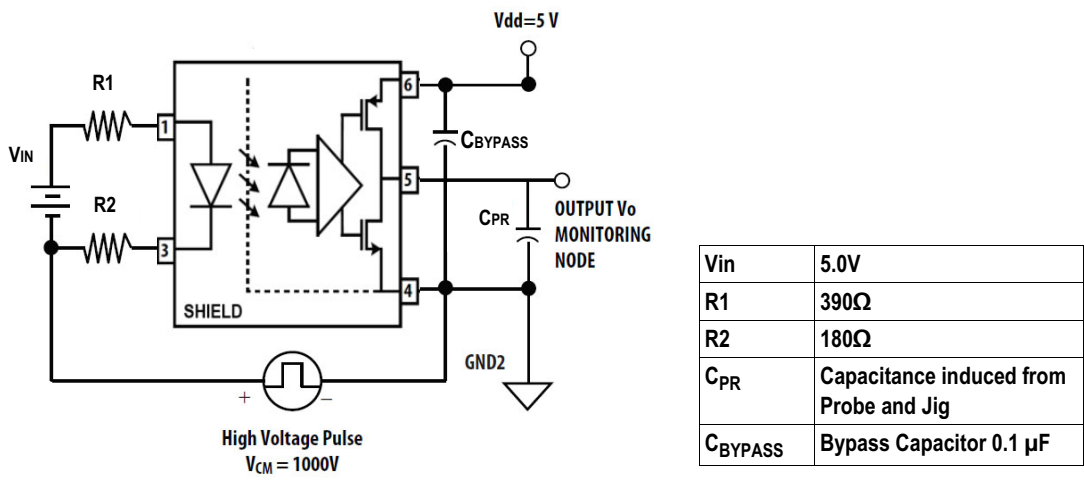 Vdd=5 V
R1
6
1
CBYPASS
VIN
5
R2
CPR
OUTPUT Vo
MONITORING
NODE
3
4
SHIELD
GND2
+
–
High Voltage Pulse
VCM = 1000V
Vin 5.0V
R1 390Ω
R2 180Ω
CPR Capacitance induced from
Probe and Jig
CBYPASS Bypass Capacitor 0.1 µF